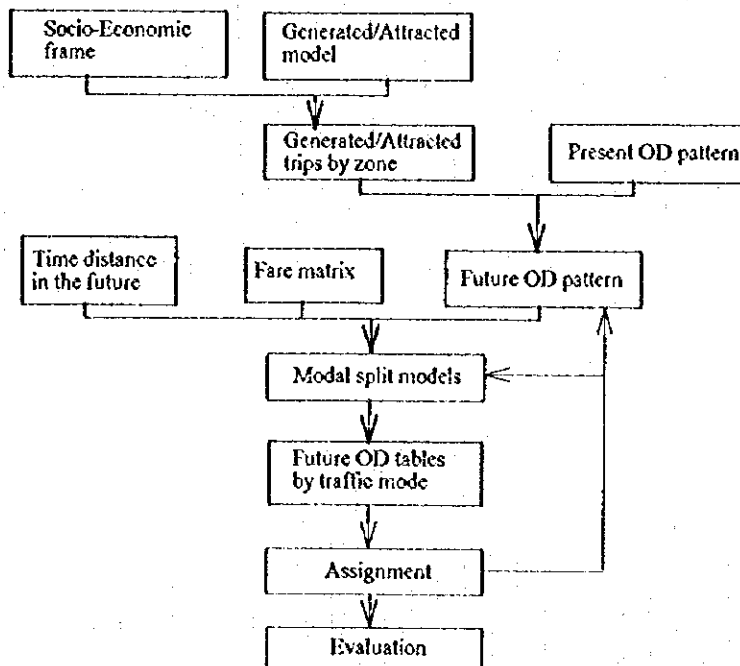 Socio-Economic
frame
Generated/Attracted
model
Generated/Attracted
trips by zone
Present OD pattern
Time distance
in the future
Fare matrix
Future OD pattern
Modal split models
Future OD tables
by traffic mode
Assignment
Evaluation